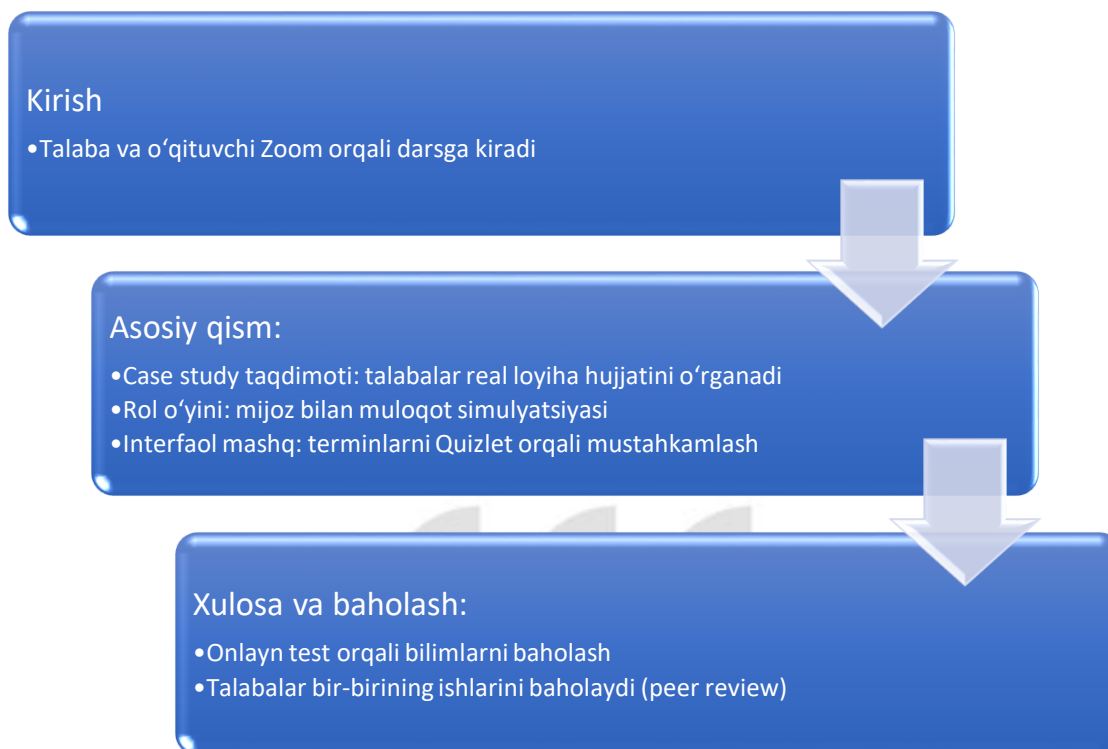 Kirish
•Talaba va o‘qituvchi Zoom orqali darsga kiradi
Asosiy qism:
•Case study taqdimoti: talabalar real loyiha hujjatini o‘rganadi
•Rol o‘yini: mijoz bilan muloqot simulyatsiyasi
•Interfaol mashq: terminlarni Quizlet orqali mustahkamlash
Xulosa va baholash:
•Onlayn test orqali bilimlarni baholash
•Talabalar bir-birining ishlarini baholaydi (peer review)